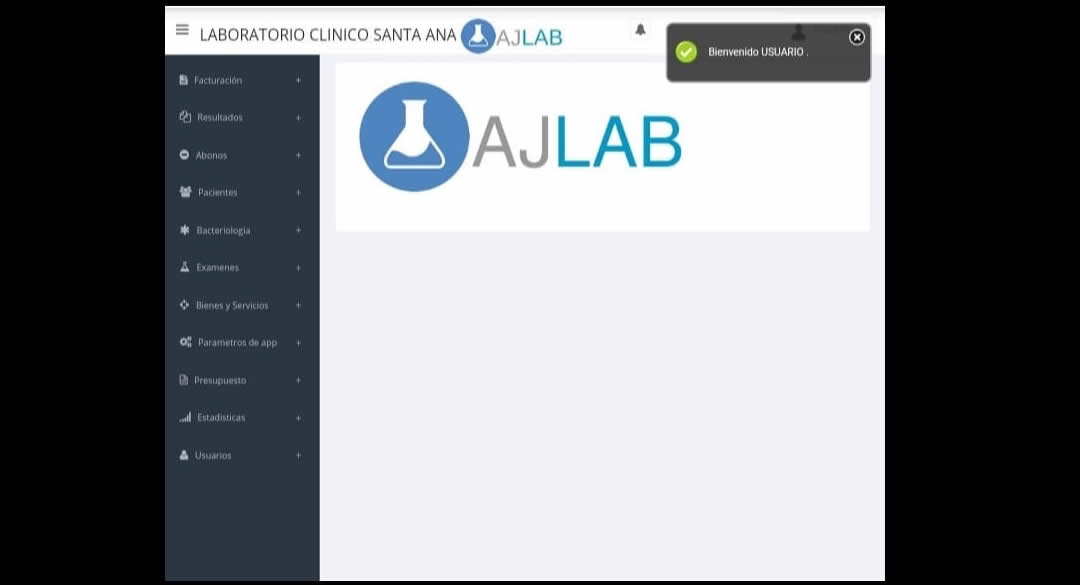 LABORATORIO CLINICO SANTA ANA AJLAB
Bienvenido USUARIO .
Facturación +
Resultados +
Abonos +
Pacientes +
Bacteriologia +
Examenes +
Bienes y Servicios +
Parametros de app +
Presupuesto +
Estadisticas +
Usuarios +
AJLAB